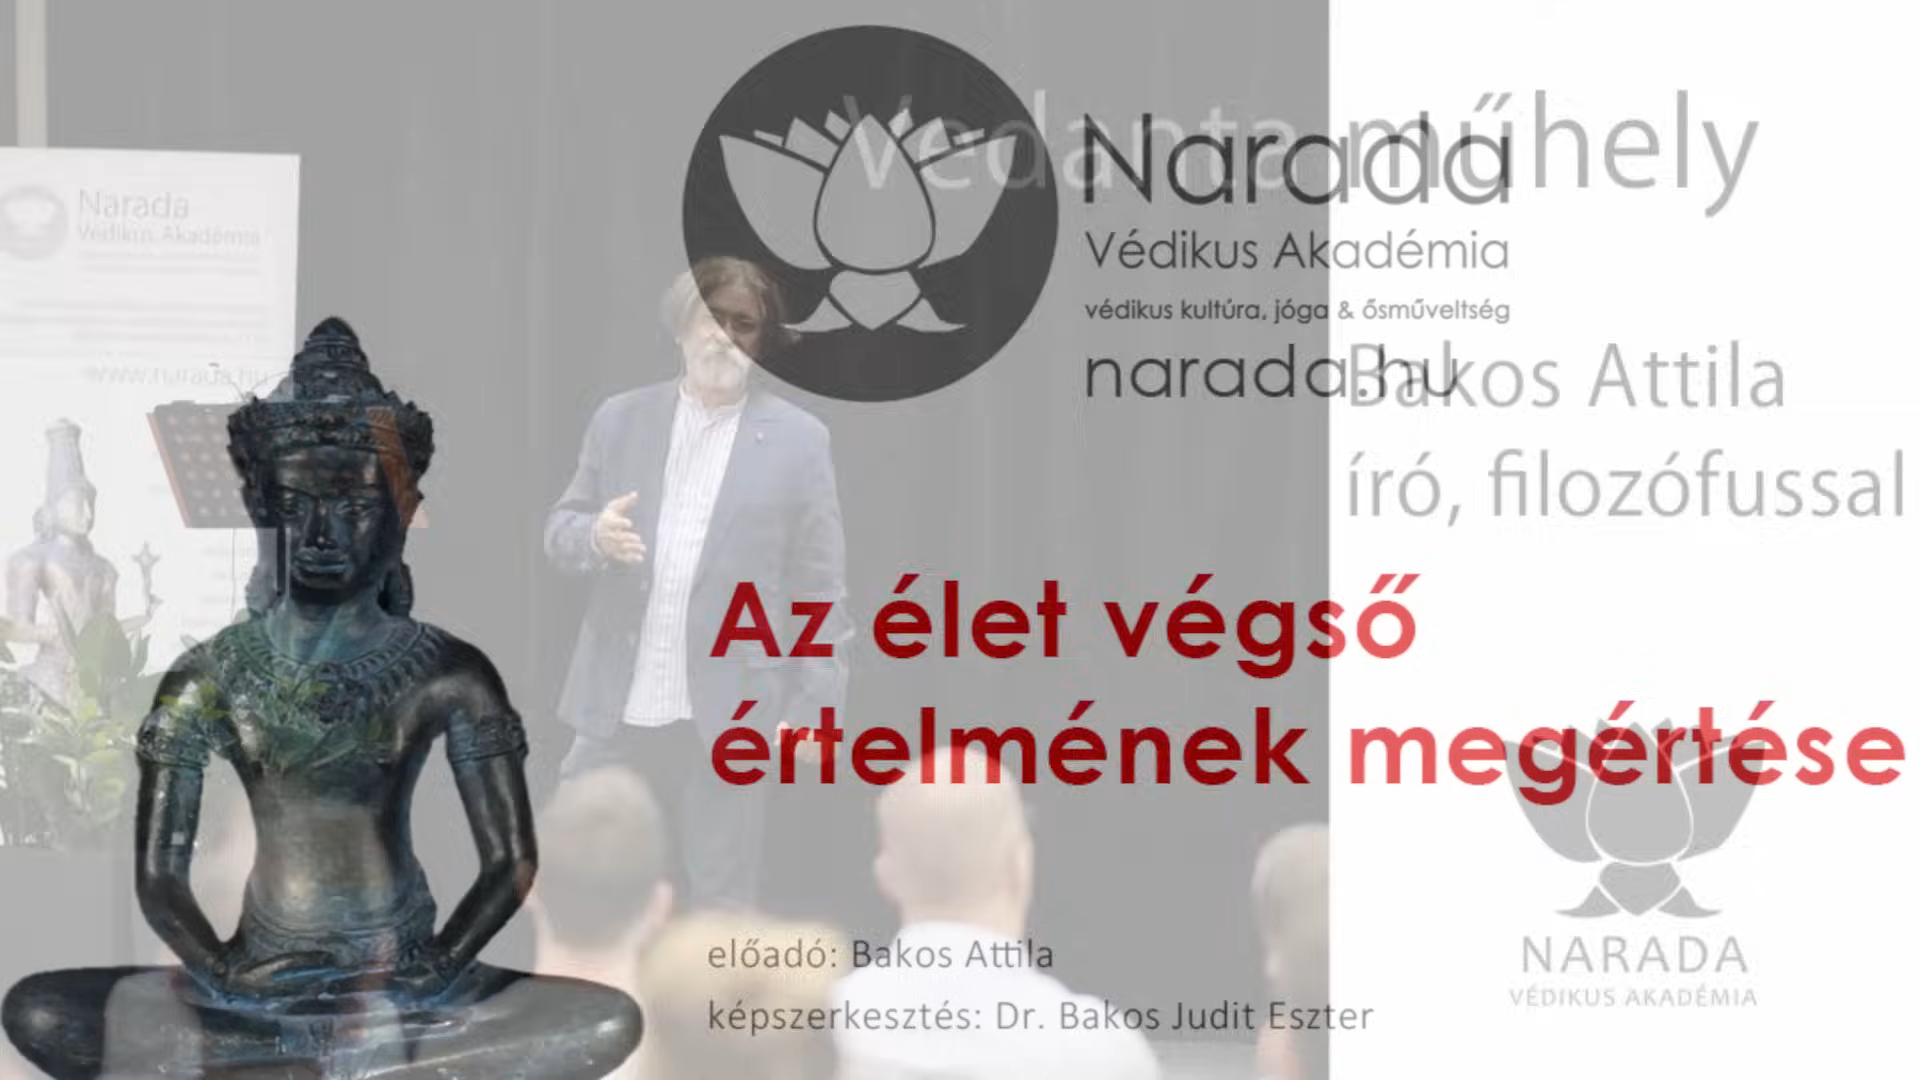 Vedanta műhely
Narada
Védikus Akadémia
védikus kultúra, jóga & ősműveltség
narada.hu
Bakos Attila
író, filozófussal
Narada
Védikus Akadémia
www.narada.hu
Az élet végső
értelmének megértése
NARADA
VÉDIKUS AKADÉMIA
előadó: Bakos Attila
képszerkesztés: Dr. Bakos Judit Eszter